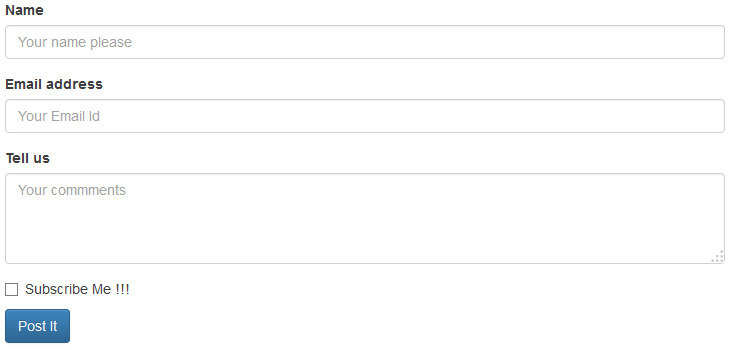 Name
Your name please
Email address
Your Email Id
Tell us
Your commments
Subscribe Me !!!
Post It